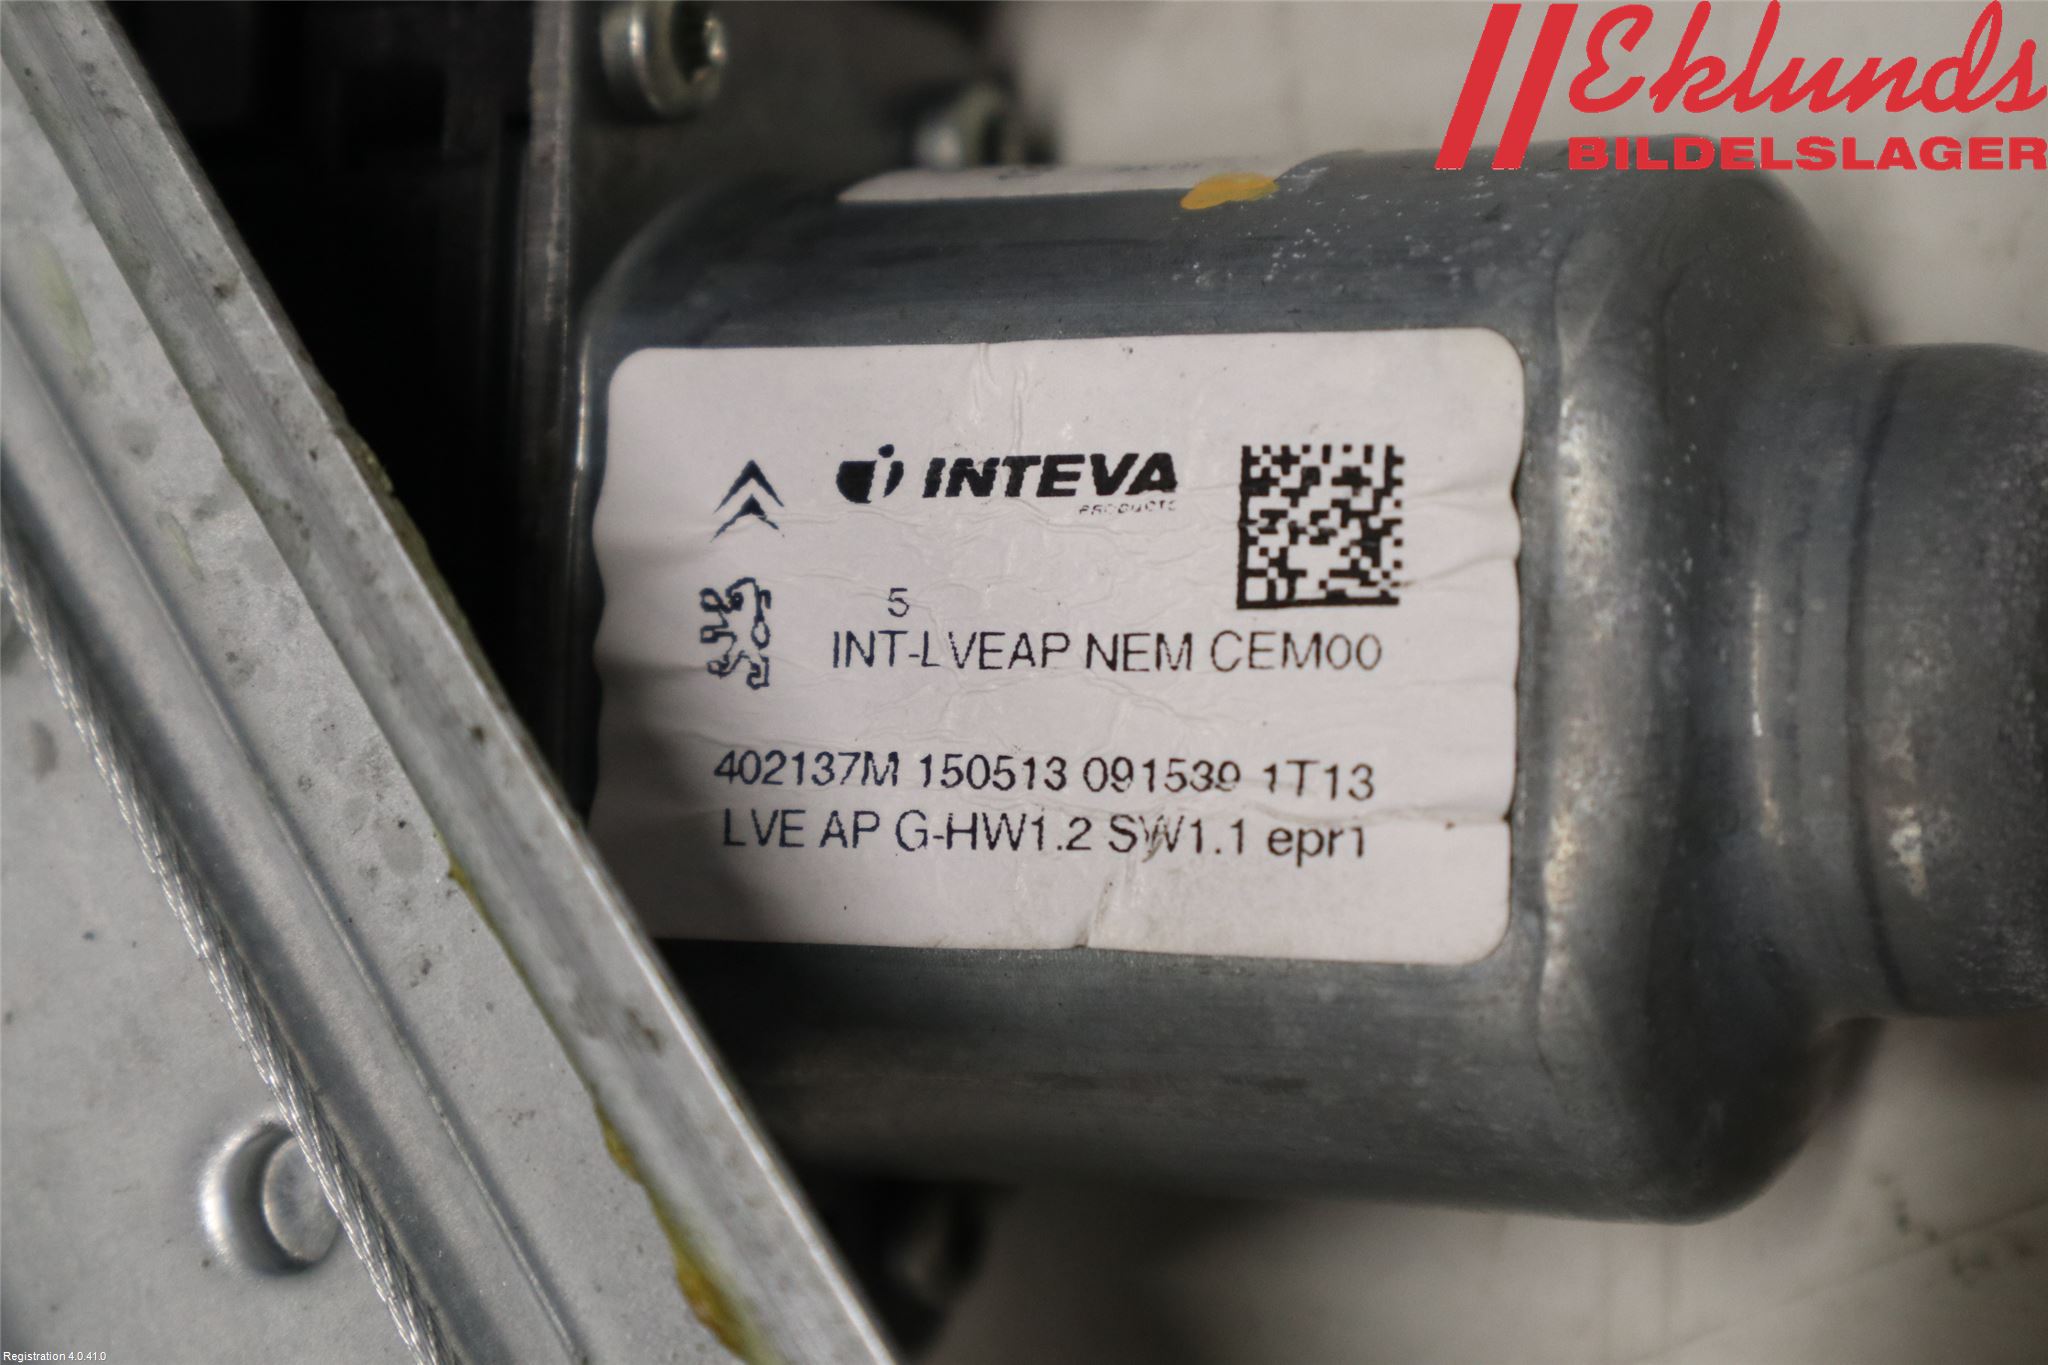 Eklunds
BILDELSLAGER
INTEVA
PRODUCTS
5
INT-LVEAP NEM CEM00
402137M 150513 091539 1T13
LVE AP G-HW1.2 SW1.1 epr1
Registration 4.0.41.0